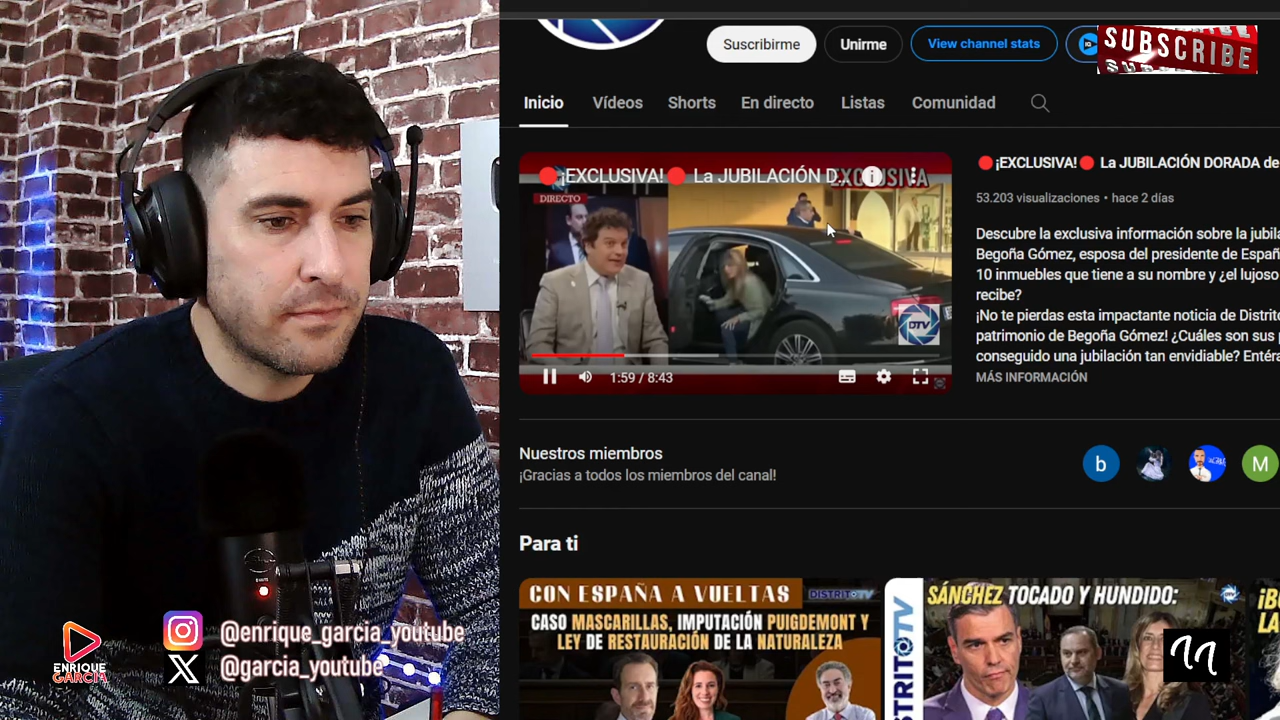 Suscribirme
Unirme
View channel stats
SUBSCRIBE
Inicio
Vídeos
Shorts
En directo
Listas
Comunidad
🔴¡EXCLUSIVA!🔴 La JUBILACIÓN D...
EXCLUSIVA
DIRECTO
DTV
1:59 / 8:43
🔴¡EXCLUSIVA!🔴 La JUBILACIÓN DORADA de
53.203 visualizaciones • hace 2 días
Descubre la exclusiva información sobre la jubila
Begoña Gómez, esposa del presidente de Españ
10 inmuebles que tiene a su nombre y ¿el lujoso
recibe?
¡No te pierdas esta impactante noticia de Distrito
patrimonio de Begoña Gómez! ¿Cuáles son sus
conseguido una jubilación tan envidiable? Entéra
MÁS INFORMACIÓN
Nuestros miembros
¡Gracias a todos los miembros del canal!
b
M
Para ti
CON ESPAÑA A VUELTAS
DISTRITOTV
CASO MASCARILLAS, IMPUTACIÓN PUIGDEMONT Y
LEY DE RESTAURACIÓN DE LA NATURALEZA
DISTRITOTV
SÁNCHEZ TOCADO Y HUNDIDO:
ENRIQUE
GARCIA
@enrique_garcia_youtube
@garcia_youtube